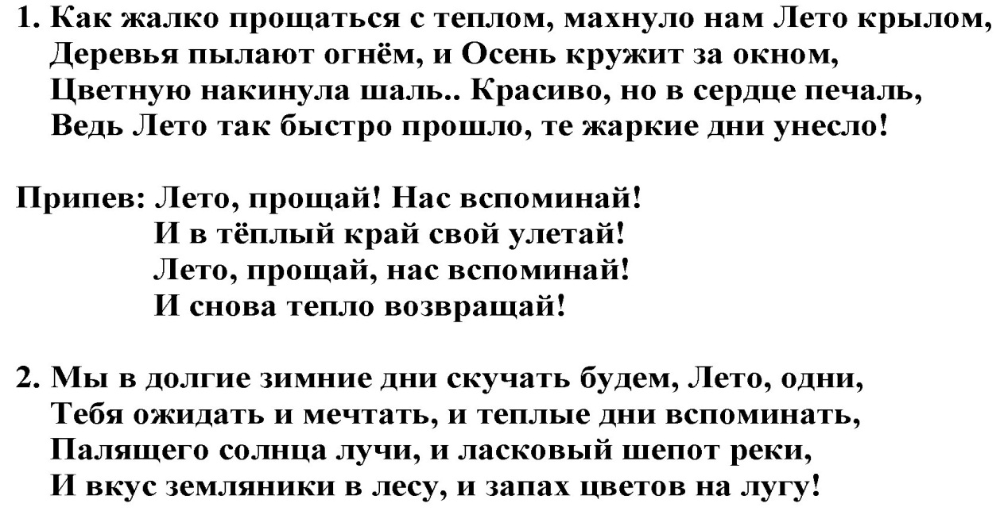 1. Как жалко прощаться с теплом, махнуло нам Лето крылом,
Деревья пылают огнём, и Осень кружит за окном,
Цветную накинула шаль.. Красиво, но в сердце печаль,
Ведь Лето так быстро прошло, те жаркие дни унесло!
Припев: Лето, прощай! Нас вспоминай!
И в тёплый край свой улетай!
Лето, прощай, нас вспоминай!
И снова тепло возвращай!
2. Мы в долгие зимние дни скучать будем, Лето, одни,
Тебя ожидать и мечтать, и теплые дни вспоминать,
Палящего солнца лучи, и ласковый шепот реки,
И вкус земляники в лесу, и запах цветов на лугу!